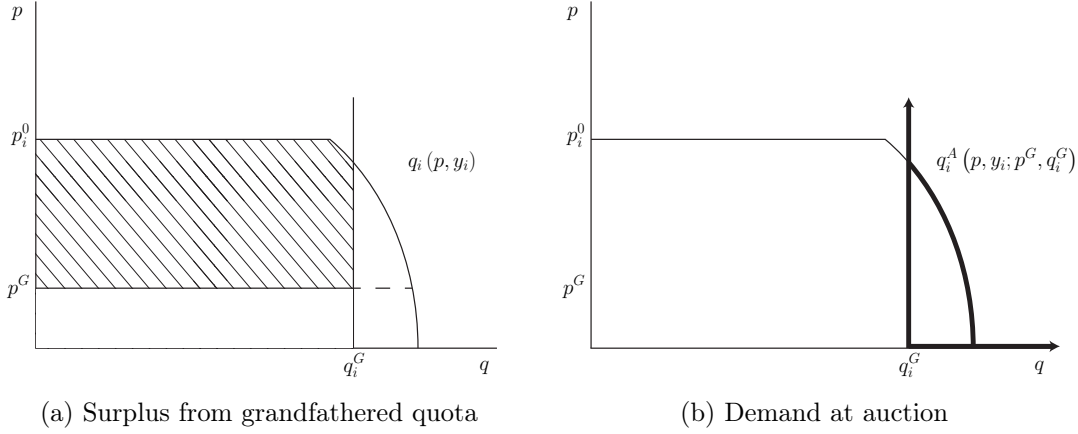 p
p_i^0
q_i (p, y_i)
p^G
q_i^G
q
(a) Surplus from grandfathered quota
p
p_i^0
q_i^A (p, y_i; p^G, q_i^G)
p^G
q_i^G
q
(b) Demand at auction